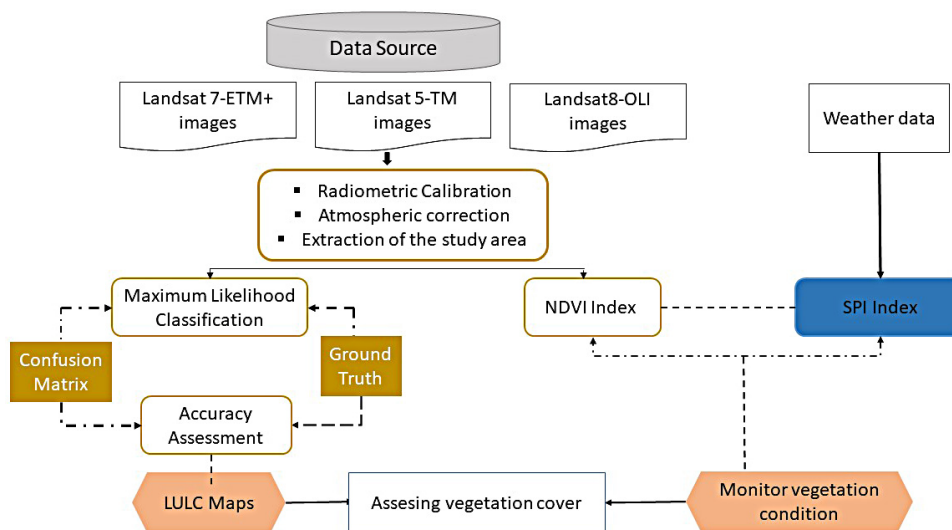 Data Source
Landsat 7-ETM+
images
Landsat 5-TM
images
Landsat8-OLI
images
Weather data
▪ Radiometric Calibration
▪ Atmospheric correction
▪ Extraction of the study area
Maximum Likelihood
Classification
NDVI Index
SPI Index
Confusion
Matrix
Ground
Truth
Accuracy
Assessment
LULC Maps
Assesing vegetation cover
Monitor vegetation
condition